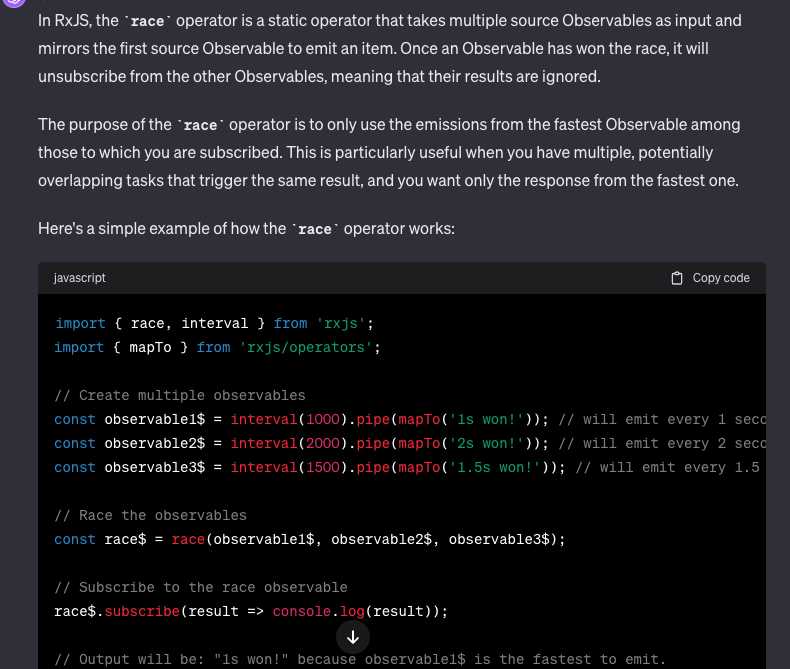 In RxJS, the `race` operator is a static operator that takes multiple source Observables as input and
mirrors the first source Observable to emit an item. Once an Observable has won the race, it will
unsubscribe from the other Observables, meaning that their results are ignored.
The purpose of the `race` operator is to only use the emissions from the fastest Observable among
those to which you are subscribed. This is particularly useful when you have multiple, potentially
overlapping tasks that trigger the same result, and you want only the response from the fastest one.
Here's a simple example of how the `race` operator works:
javascript Copy code
import { race, interval } from 'rxjs';
import { mapTo } from 'rxjs/operators';
// Create multiple observables
const observable1$ = interval(1000).pipe(mapTo('1s won!')); // will emit every 1 seco
const observable2$ = interval(2000).pipe(mapTo('2s won!')); // will emit every 2 seco
const observable3$ = interval(1500).pipe(mapTo('1.5s won!')); // will emit every 1.5
// Race the observables
const race$ = race(observable1$, observable2$, observable3$);
// Subscribe to the race observable
race$.subscribe(result => console.log(result));
// Output will be: "1s won!" because observable1$ is the fastest to emit.